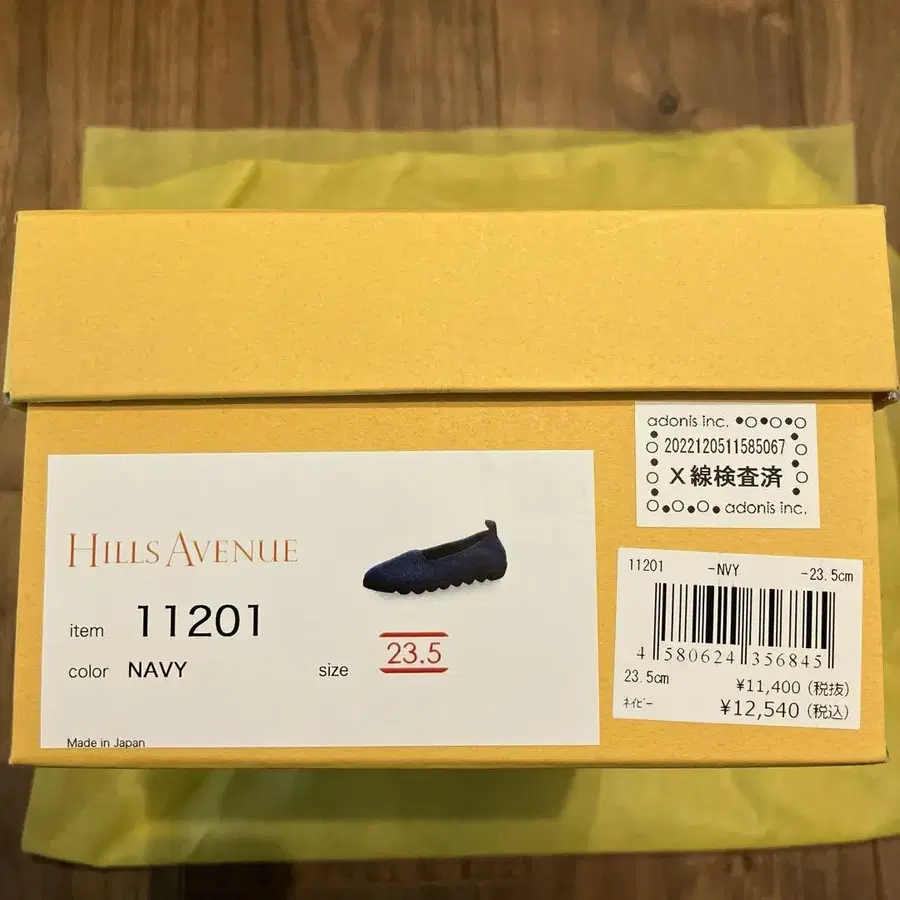 HILLS AVENUE
item 11201
color NAVY
size 23.5
Made in Japan
adonis inc.
2022120511585067
X線検査済
adonis inc.
11201 -NVY -23.5cm
4 580624 356845
23.5cm
¥11,400 (税抜)
ﾈｲﾋﾞｰ
¥12,540 (税込)